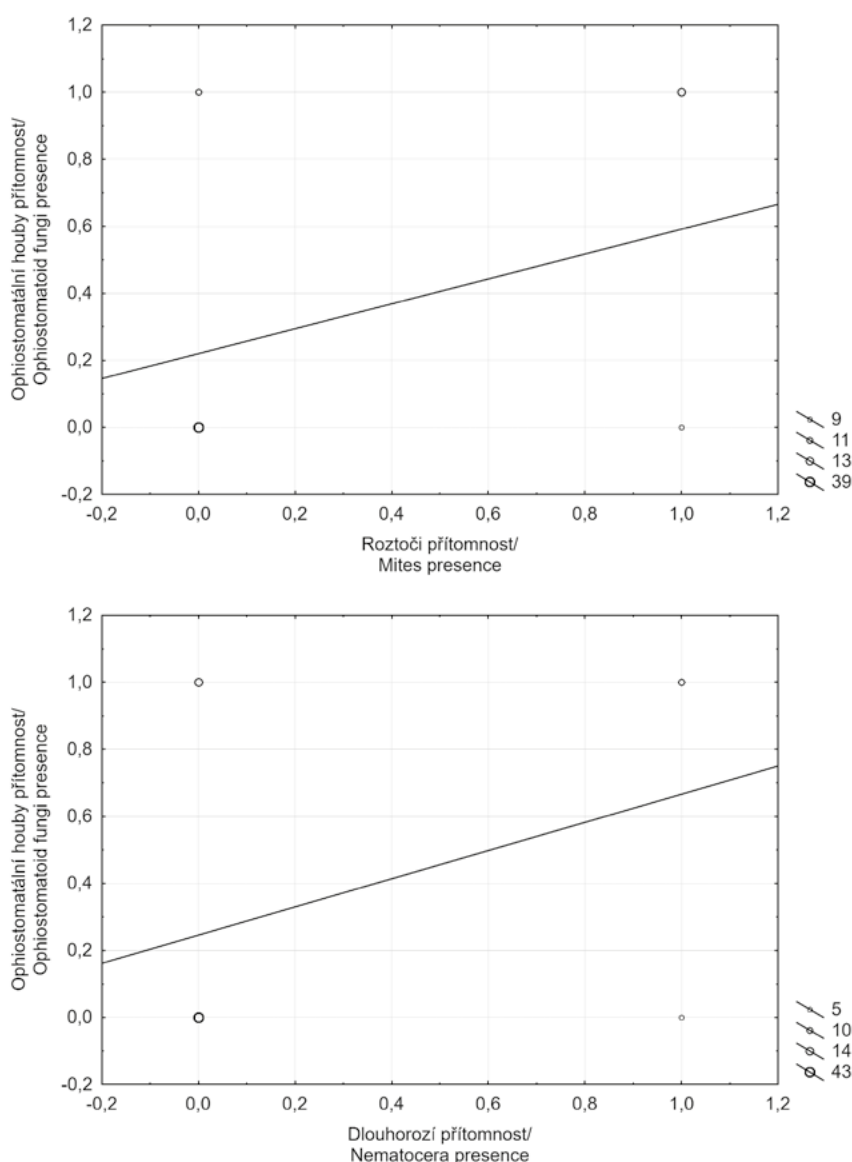 1,2
1,0
0,8
0,6
0,4
0,2
0,0
-0,2
Ophiostomatální houby přítomnost/
Ophiostomatoid fungi presence
-0,2 0,0 0,2 0,4 0,6 0,8 1,0 1,2
Roztoči přítomnost/
Mites presence
9
11
13
39
1,2
1,0
0,8
0,6
0,4
0,2
0,0
-0,2
Ophiostomatální houby přítomnost/
Ophiostomatoid fungi presence
-0,2 0,0 0,2 0,4 0,6 0,8 1,0 1,2
Dlouhorozí přítomnost/
Nematocera presence
5
10
14
43